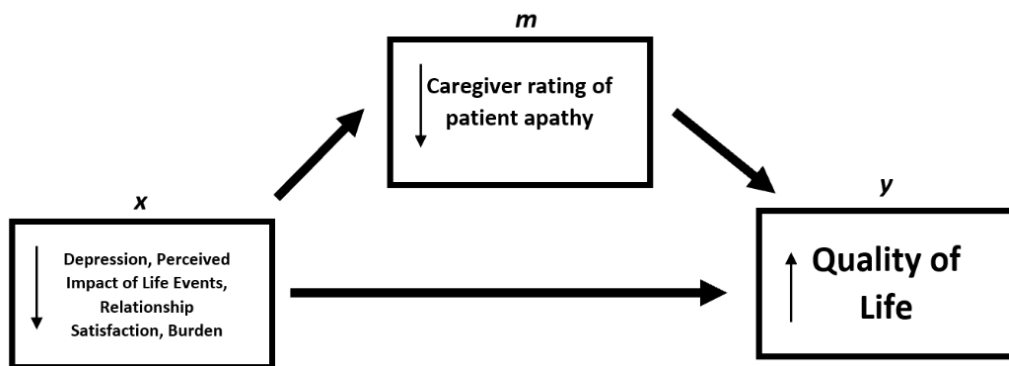 m
Caregiver rating of
patient apathy
x
Depression, Perceived
Impact of Life Events,
Relationship
Satisfaction, Burden
y
Quality of
Life